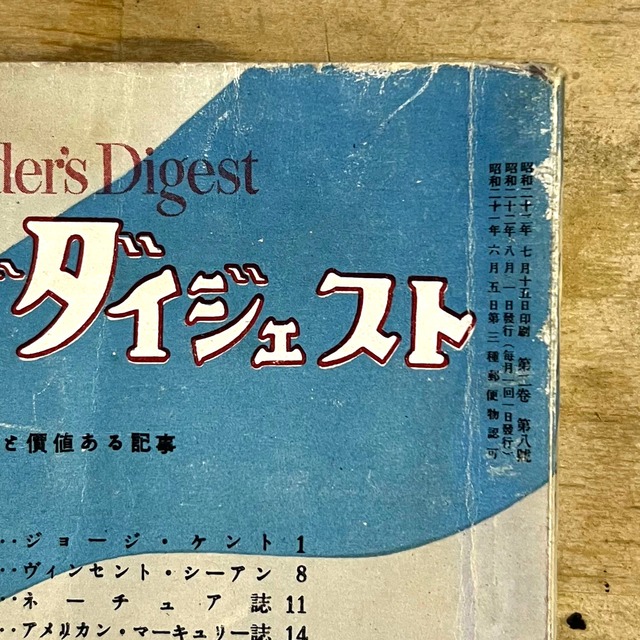 der's Digest
ダイジェスト
と價値ある記事
‥ジョージ・ケント 1
‥ヴィンセント・シーアン 8
‥ネーチュア誌 11
‥アメリカン・マーキュリー誌 14
昭和二十二年 七月十五日印刷 第二巻 第八號
昭和二十二年 八月 一日發行(毎月一回一日發行)
昭和二十一年 六月五日第三種郵便物認可